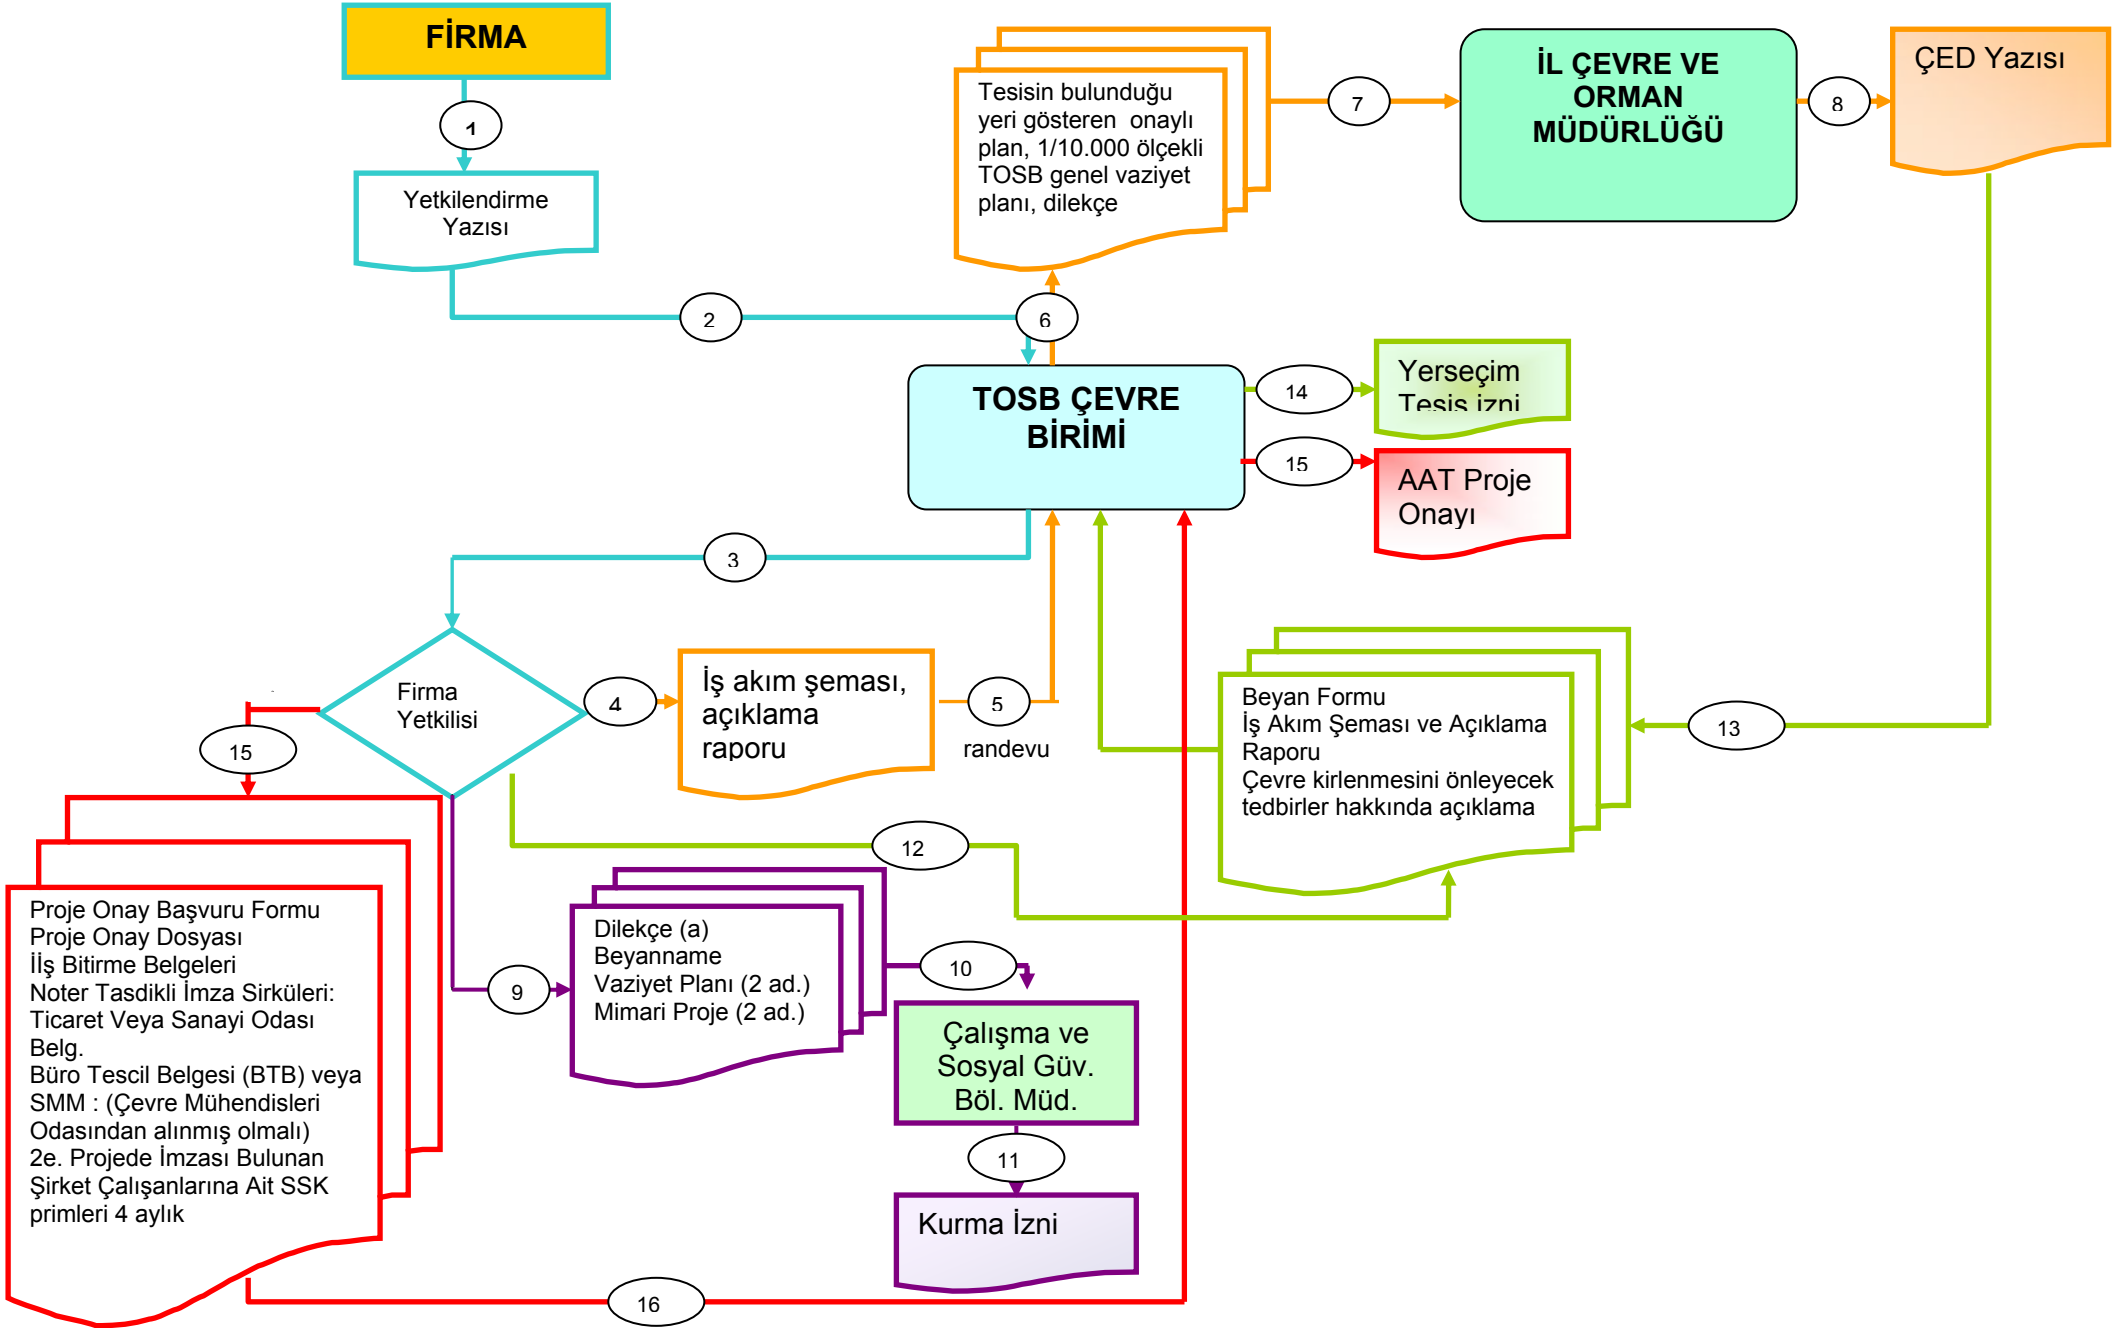 FİRMA
1
Yetkilendirme
Yazısı
2
Tesisin bulunduğu
yeri gösteren  onaylı
plan, 1/10.000 ölçekli
TOSB genel vaziyet
planı, dilekçe
7
İL ÇEVRE VE
ORMAN
MÜDÜRLÜĞÜ
8
ÇED Yazısı
6
TOSB ÇEVRE
BİRİMİ
14
Yerseçim
Tesis izni
15
AAT Proje
Onayı
3
Firma
Yetkilisi
4
İş akım şeması,
açıklama
raporu
5
randevu
Beyan Formu
İş Akım Şeması ve Açıklama
Raporu
Çevre kirlenmesini önleyecek
tedbirler hakkında açıklama
13
15
12
Proje Onay Başvuru Formu
Proje Onay Dosyası
İİş Bitirme Belgeleri
Noter Tasdikli İmza Sirküleri:
Ticaret Veya Sanayi Odası
Belg.
Büro Tescil Belgesi (BTB) veya
SMM : (Çevre Mühendisleri
Odasından alınmış olmalı)
2e. Projede İmzası Bulunan
Şirket Çalışanlarına Ait SSK
primleri 4 aylık
9
Dilekçe (a)
Beyanname
Vaziyet Planı (2 ad.)
Mimari Proje (2 ad.)
10
Çalışma ve
Sosyal Güv.
Böl. Müd.
11
Kurma İzni
16